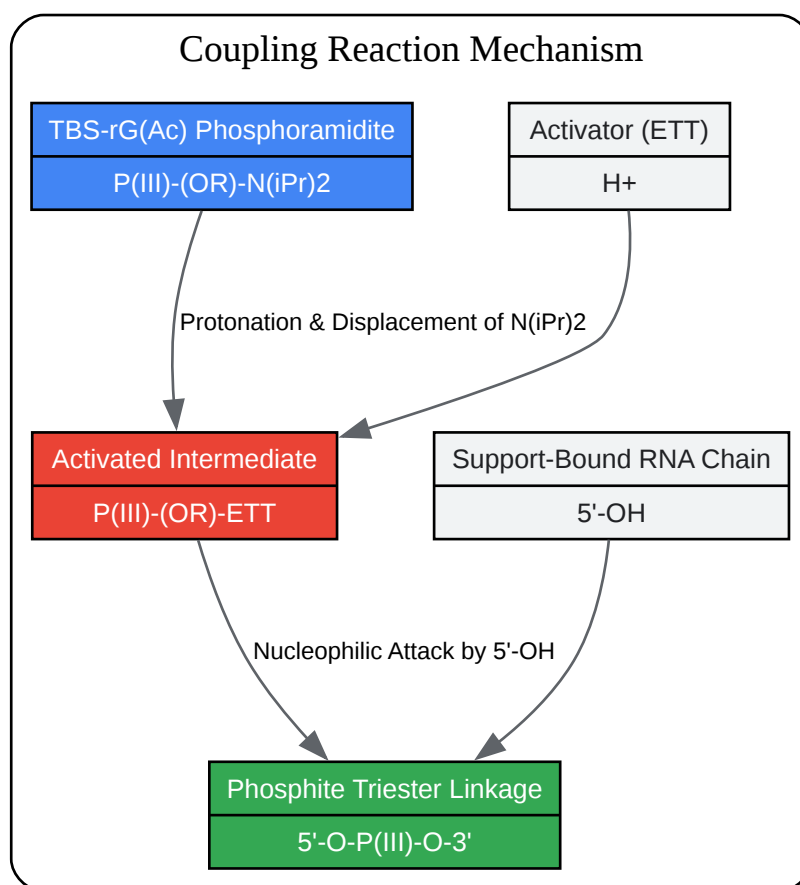 Coupling Reaction Mechanism
TBS-rG(Ac) Phosphoramidite
P(III)-(OR)-N(iPr)2
Activator (ETT)
H+
Protonation & Displacement of N(iPr)2
Activated Intermediate
P(III)-(OR)-ETT
Support-Bound RNA Chain
5'-OH
Nucleophilic Attack by 5'-OH
Phosphite Triester Linkage
5'-O-P(III)-O-3'